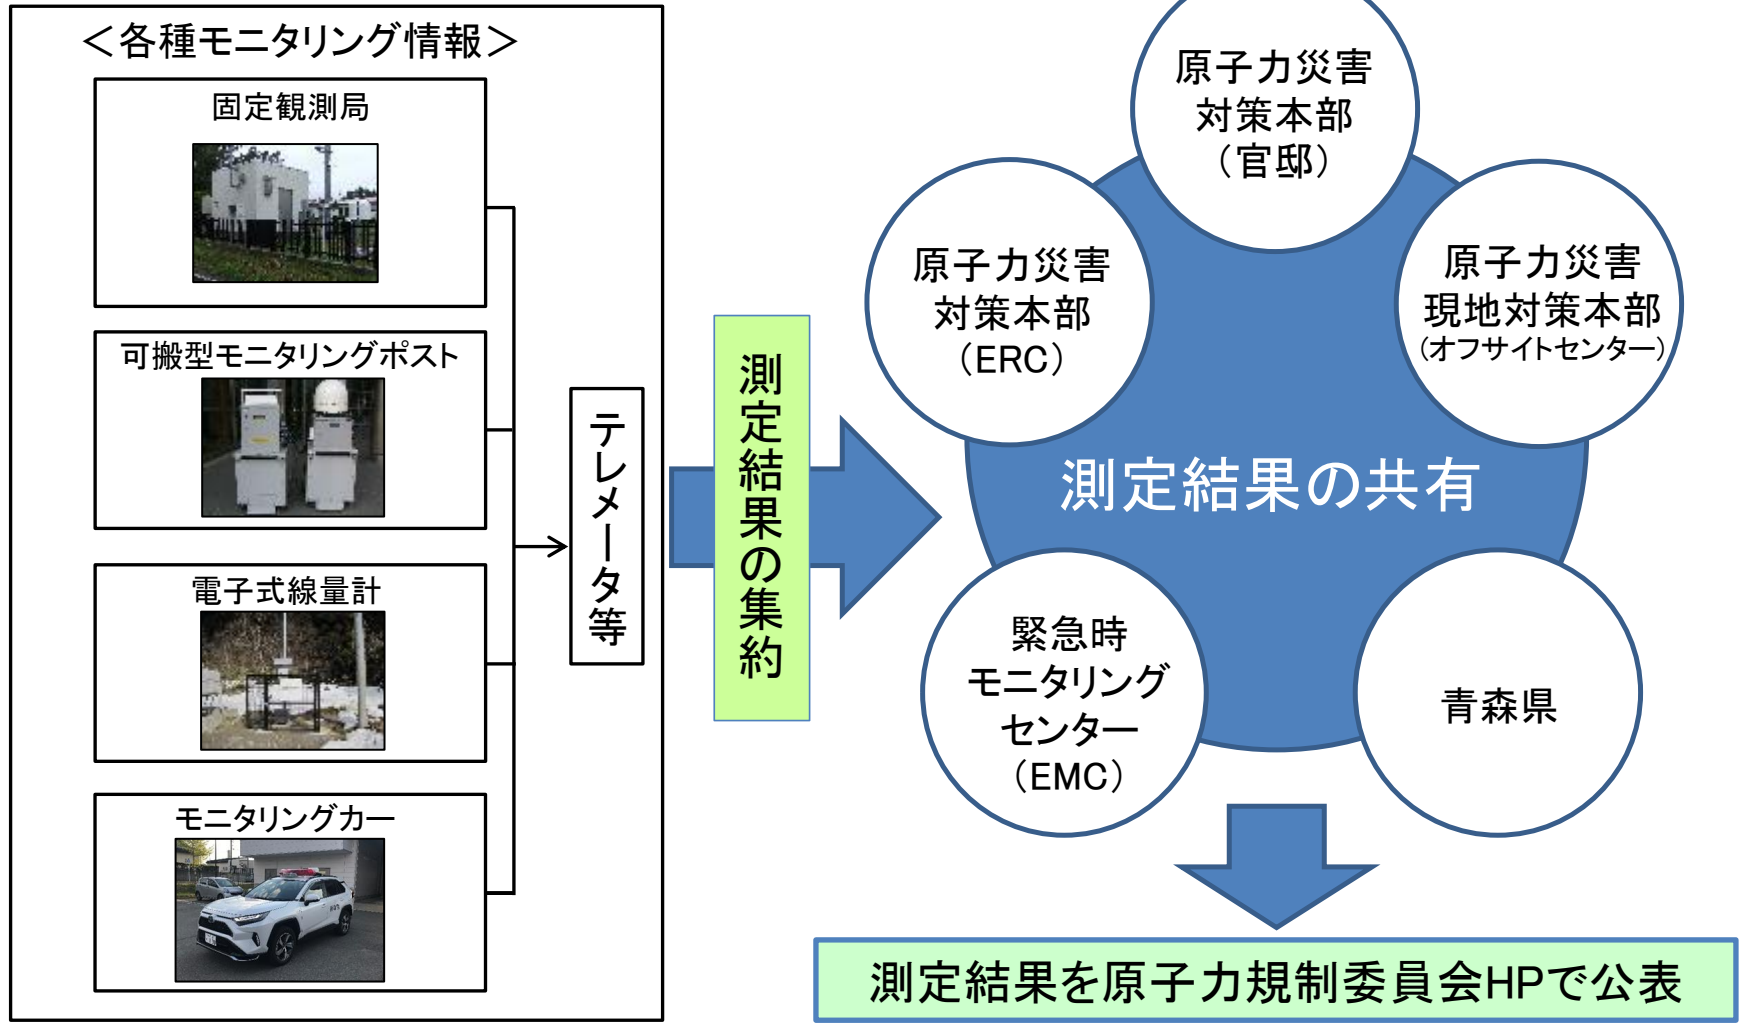 ＜各種モニタリング情報＞
固定観測局
可搬型モニタリングポスト
電子式線量計
モニタリングカー
テレメータ等
測定結果の集約
原子力災害
対策本部
（官邸）
原子力災害
対策本部
（ERC）
原子力災害
現地対策本部
（オフサイトセンター）
測定結果の共有
緊急時
モニタリング
センター
（EMC）
青森県
測定結果を原子力規制委員会HPで公表